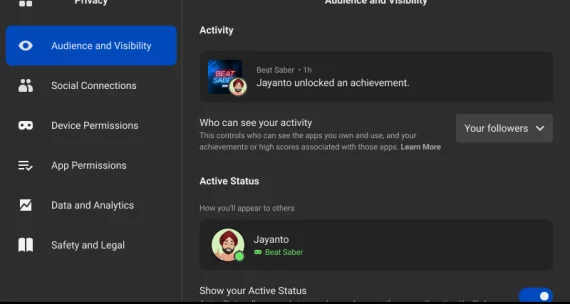 Privacy
Audience and Visibility
Audience and Visibility
Social Connections
Device Permissions
App Permissions
Data and Analytics
Safety and Legal
Activity
BEAT
SABER
Beat Saber • 1h
Jayanto unlocked an achievement.
Who can see your activity
This controls who can see the apps you own and use, and your
achievements or high scores associated with those apps. Learn More
Your followers
Active Status
How you'll appear to others
Jayanto
Beat Saber
Show your Active Status